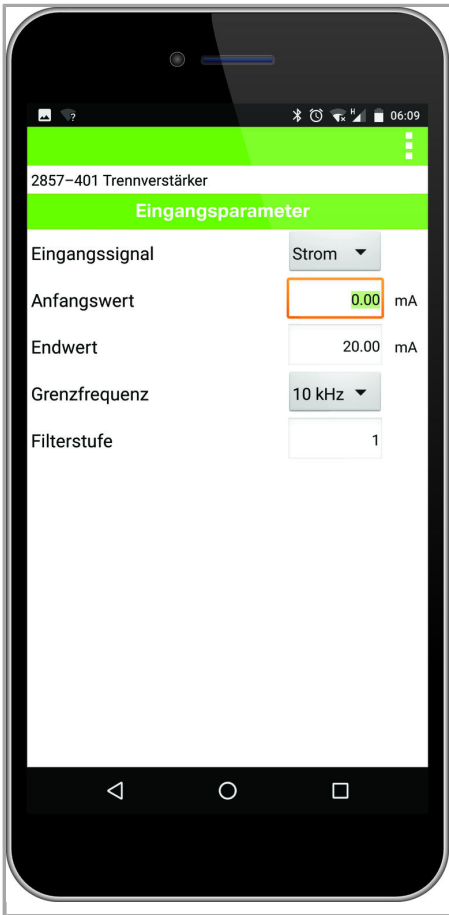 ? H 06:09
2857–401 Trennverstärker
Eingangsparameter
Eingangssignal Strom
Anfangswert 0.00 mA
Endwert 20.00 mA
Grenzfrequenz 10 kHz
Filterstufe 1